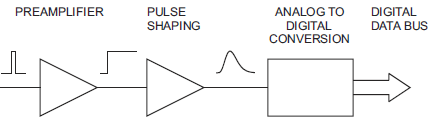 PREAMPLIFIER
PULSE
SHAPING
ANALOG TO
DIGITAL
CONVERSION
DIGITAL
DATA BUS